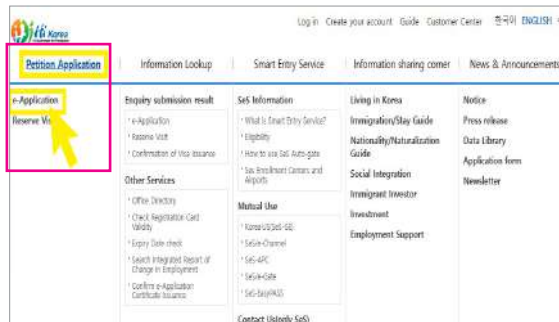 Hi Korea
Log in Create your account Guide Customer Center 한국어 ENGLISH
Petition Application
Information Lookup
Smart Entry Service
Information sharing corner
News & Announcements
e-Application
Reserve Vi
Enquiry submission result
e-Application
Reserve Visit
Confirmation of Visa Issuance
Other Services
Office Directory
Check Registration Card
Validity
Expiry Date check
Search Integrated Report of
Change in Employment
Confirm e-Application
Certificate Issuance
SeS Information
What is Smart Entry Service?
Eligibility
How to use SeS Auto-gate
Ses Enrollment Centers and
Airports
Mutual Use
Korea-US(SeS-GE)
SeS/e-Channel
SeS-APC
SeS/e-Gate
SeS-EasyPASS
Contact Us(only SeS)
Living in Korea
Immigration/Stay Guide
Nationality/Naturalization
Guide
Social Integration
Immigrant Investor
Investment
Employment Support
Notice
Press release
Data Library
Application form
Newsletter